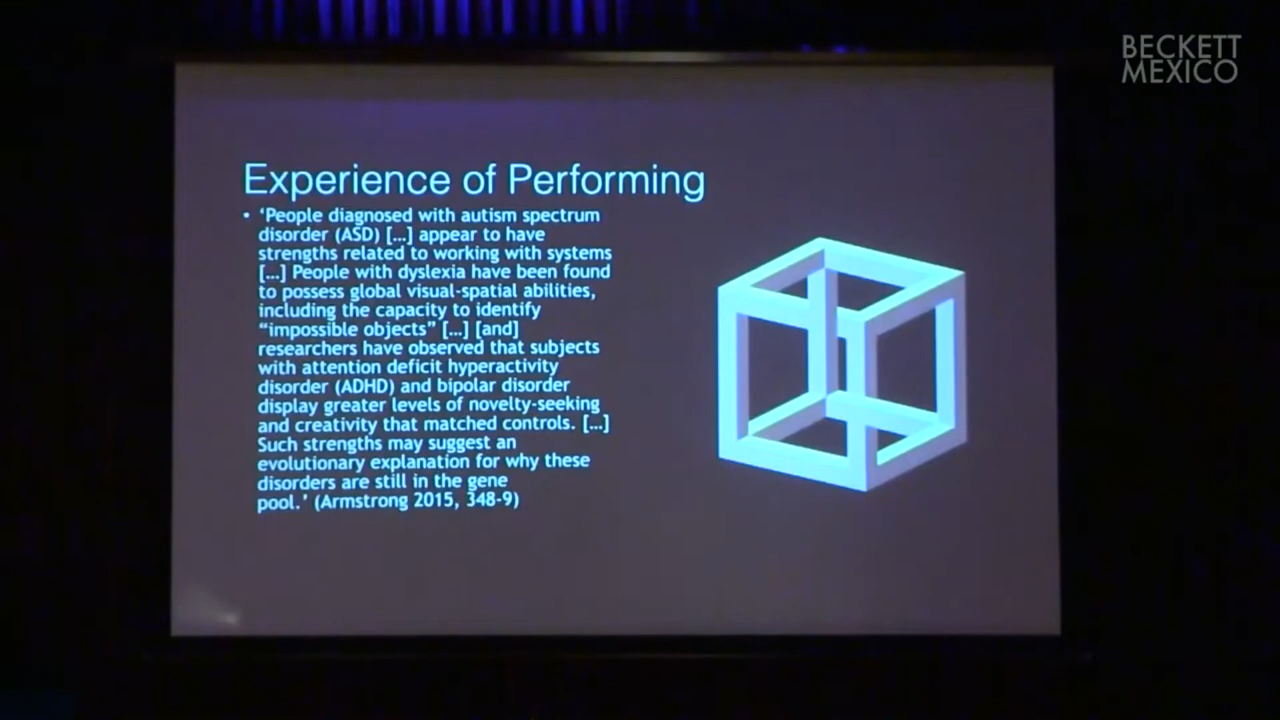 BECKETT
MEXICO
Experience of Performing
• ‘People diagnosed with autism spectrum
disorder (ASD) […] appear to have
strengths related to working with systems
[…] People with dyslexia have been found
to possess global visual-spatial abilities,
including the capacity to identify
“impossible objects” […] [and]
researchers have observed that subjects
with attention deficit hyperactivity
disorder (ADHD) and bipolar disorder
display greater levels of novelty-seeking
and creativity that matched controls. […]
Such strengths may suggest an
evolutionary explanation for why these
disorders are still in the gene
pool.’ (Armstrong 2015, 348-9)